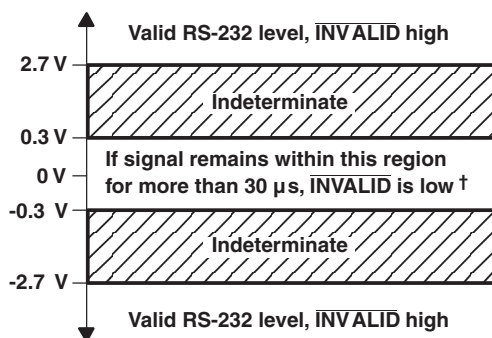 Valid RS-232 level, INVALID high
2.7 V
Indeterminate
0.3 V
If signal remains within this region
0 V
for more than 30 µs, INVALID is low †
-0.3 V
Indeterminate
-2.7 V
Valid RS-232 level, INVALID high